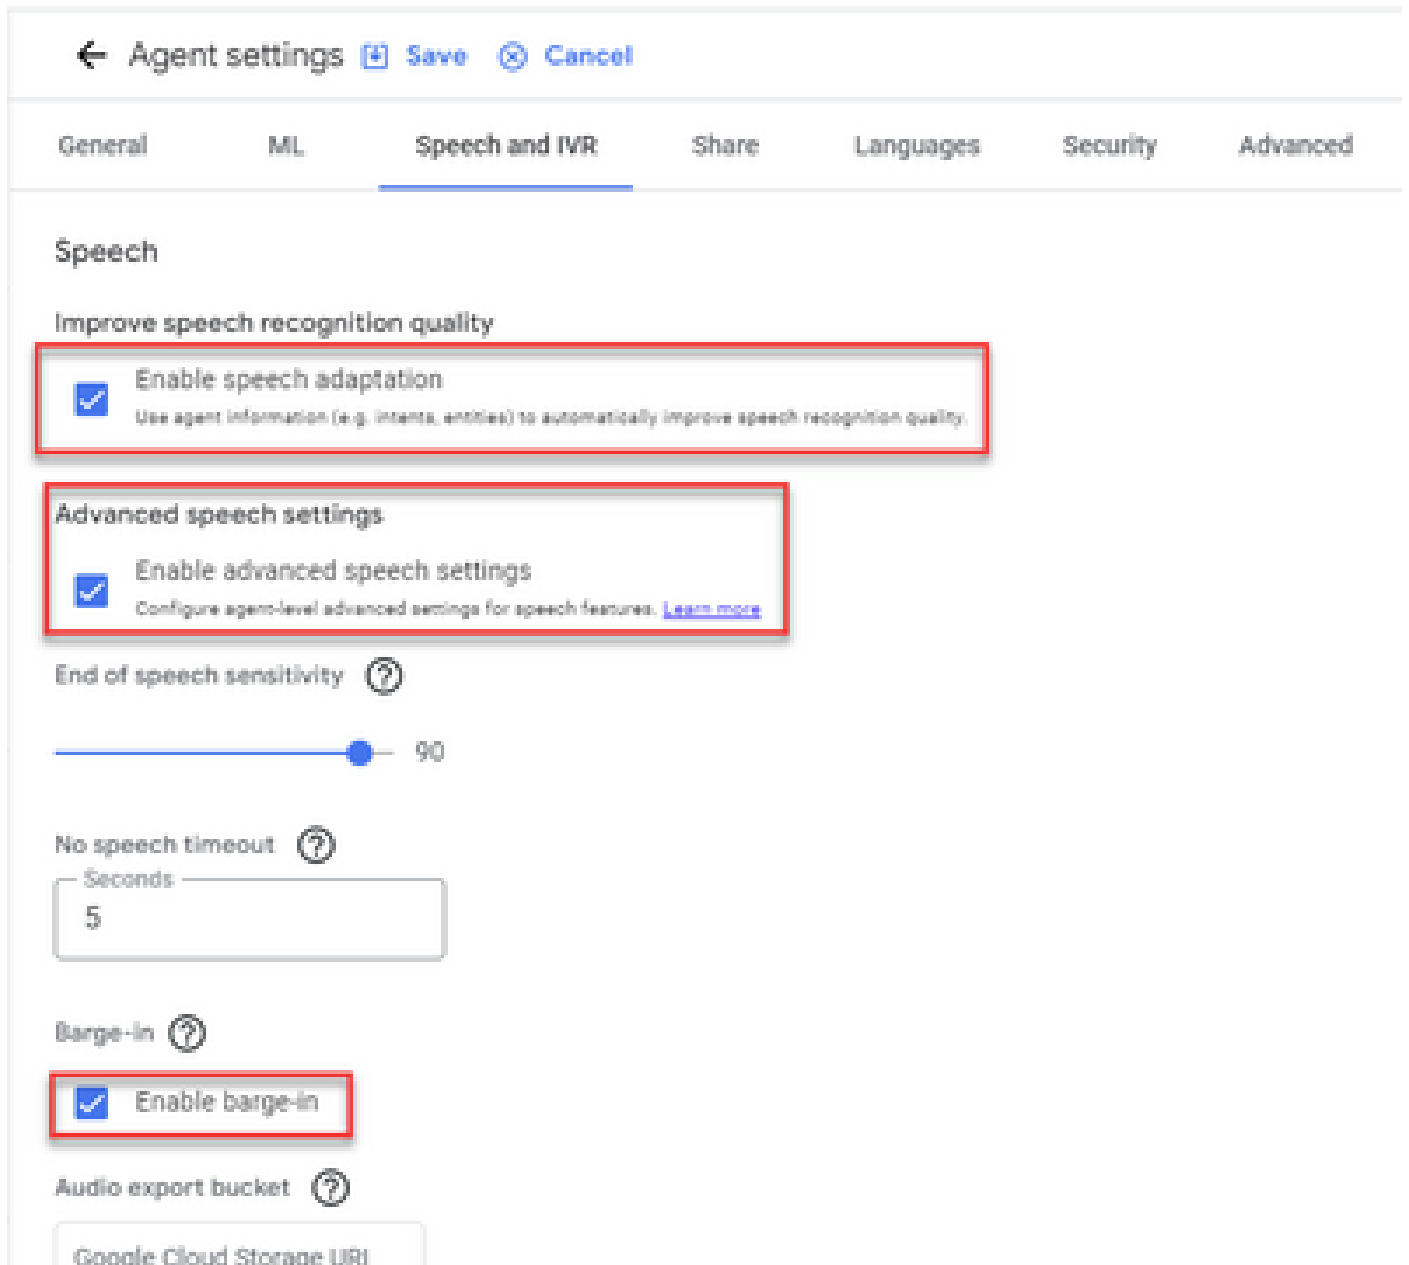 Agent settings Save Cancel
General ML Speech and IVR Share Languages Security Advanced
Speech
Improve speech recognition quality
Enable speech adaptation
Use agent information (e.g. intents, entities) to automatically improve speech recognition quality.
Advanced speech settings
Enable advanced speech settings
Configure agent-level advanced settings for speech features. Learn more
End of speech sensitivity
90
No speech timeout
Seconds
5
Barge-in
Enable barge-in
Audio export bucket
Google Cloud Storage URI